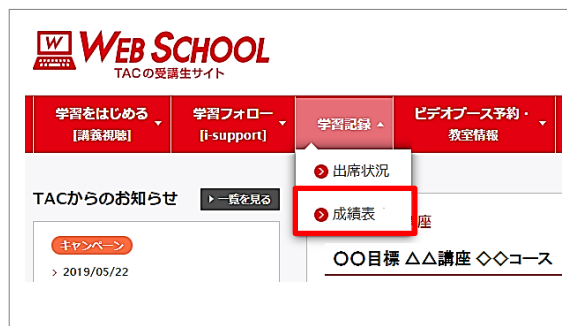 W WEB SCHOOL
TACの受講生サイト
学習をはじめる
[講義視聴]
学習フォロー
[i-support]
学習記録
ビデオブース予約・
教室情報
出席状況
成績表
TACからのお知らせ
一覧を見る
座
キャンペーン
2019/05/22
〇〇目標 △△講座 ◇◇コース